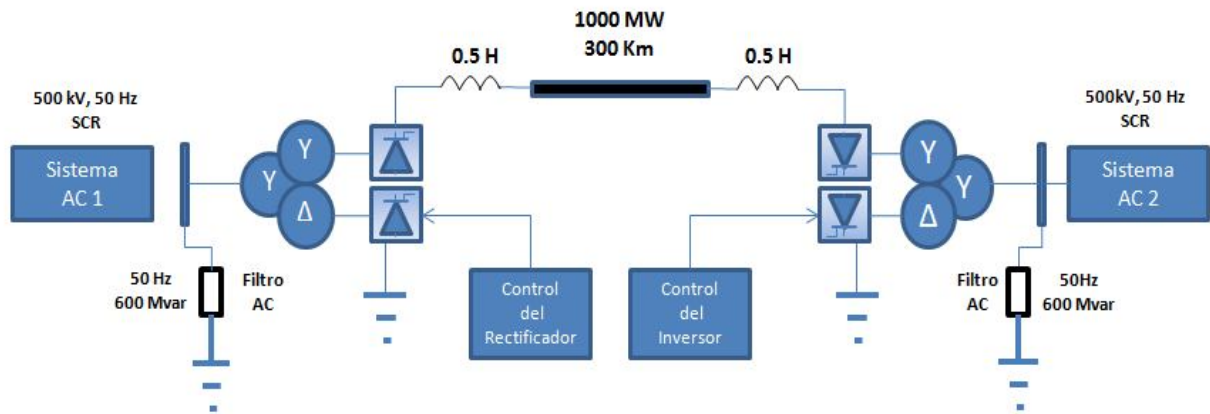 1000 MW
300 Km
0.5 H
0.5 H
500 kV, 50 Hz
SCR
Sistema
AC 1
Y
Y
Δ
50 Hz
600 Mvar
Filtro
AC
Control
del
Rectificador
Control
del
Inversor
Y
Y
Δ
500kV, 50 Hz
SCR
Sistema
AC 2
Filtro
AC
50Hz
600 Mvar